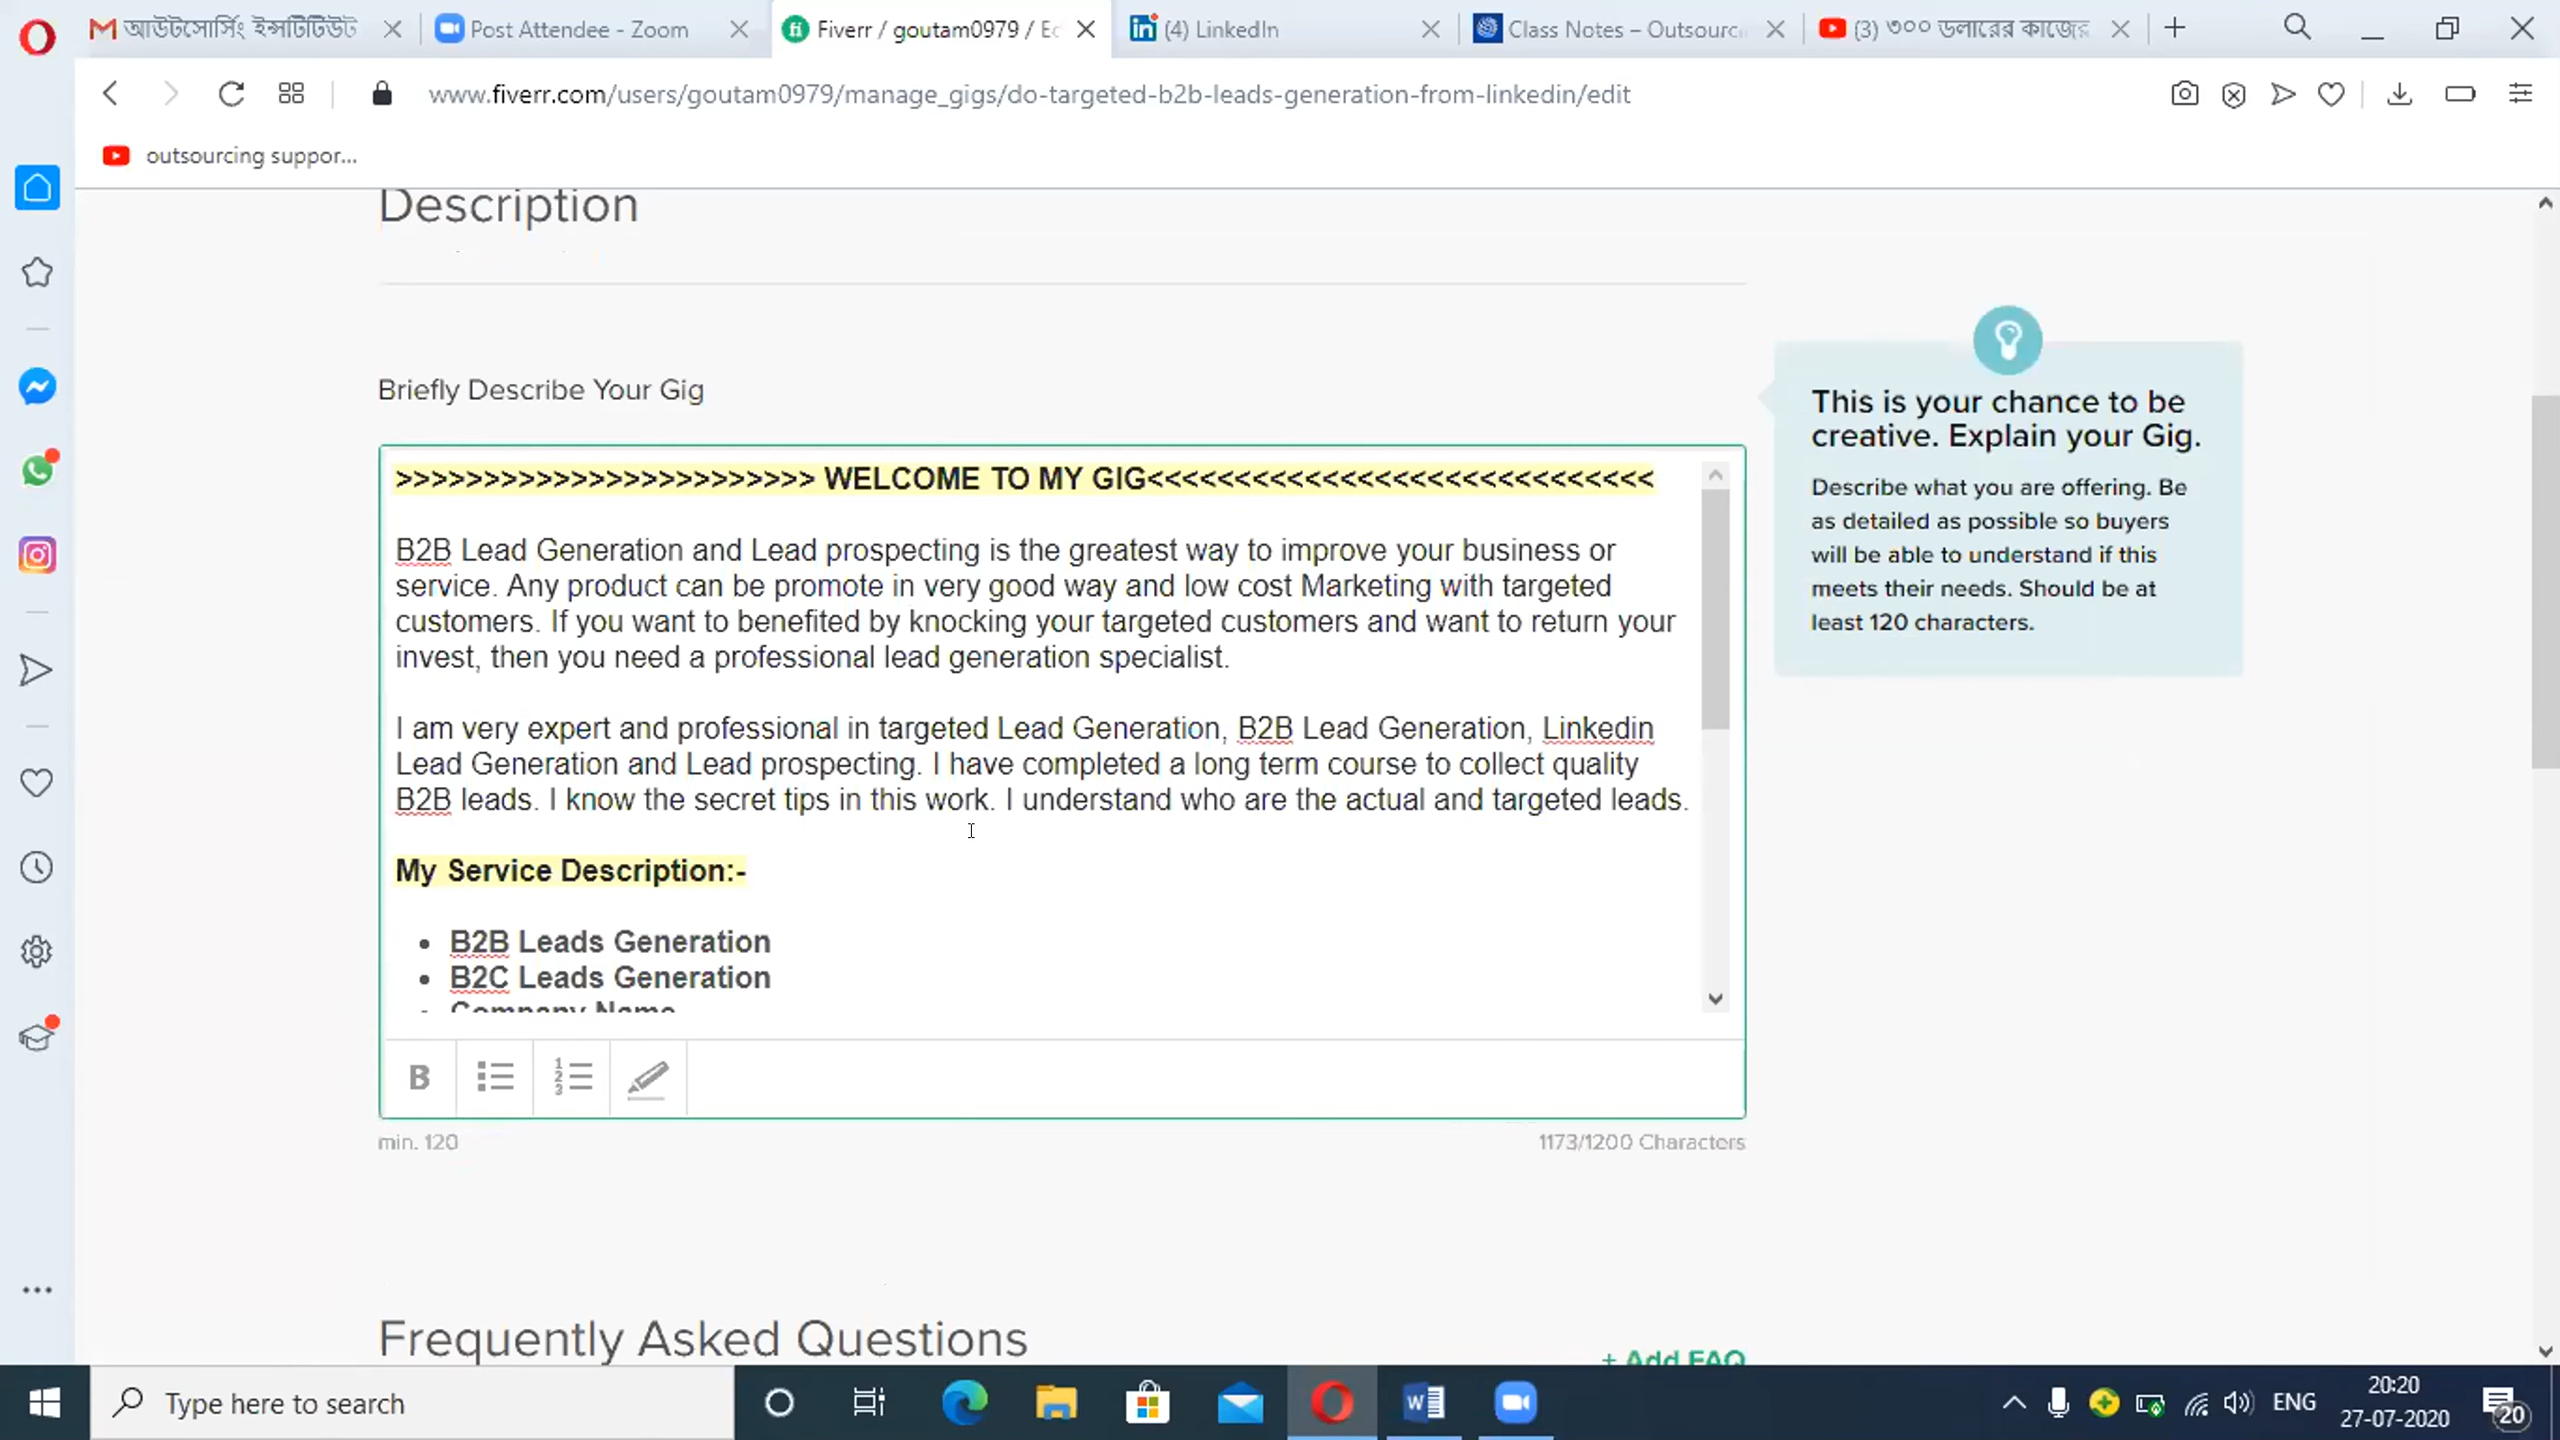 আউটসোর্সিং ইন্সটিটিউট
Post Attendee - Zoom
Fiverr / goutam0979 / Ec
(4) LinkedIn
Class Notes – Outsourci
(3) ৩০০ ডলারের কাজের
www.fiverr.com/users/goutam0979/manage_gigs/do-targeted-b2b-leads-generation-from-linkedin/edit
outsourcing suppor...
Description
Briefly Describe Your Gig
>>>>>>>>>>>>>>>>>>>>>>>> WELCOME TO MY GIG<<<<<<<<<<<<<<<<<<<<<<<<<<<<<
B2B Lead Generation and Lead prospecting is the greatest way to improve your business or
service. Any product can be promote in very good way and low cost Marketing with targeted
customers. If you want to benefited by knocking your targeted customers and want to return your
invest, then you need a professional lead generation specialist.
I am very expert and professional in targeted Lead Generation, B2B Lead Generation, Linkedin
Lead Generation and Lead prospecting. I have completed a long term course to collect quality
B2B leads. I know the secret tips in this work. I understand who are the actual and targeted leads.
My Service Description:-
• B2B Leads Generation
• B2C Leads Generation
• Company Name
B
min. 120
1173/1200 Characters
This is your chance to be
creative. Explain your Gig.
Describe what you are offering. Be
as detailed as possible so buyers
will be able to understand if this
meets their needs. Should be at
least 120 characters.
Frequently Asked Questions
+ Add FAQ
Type here to search
ENG
20:20
27-07-2020
20